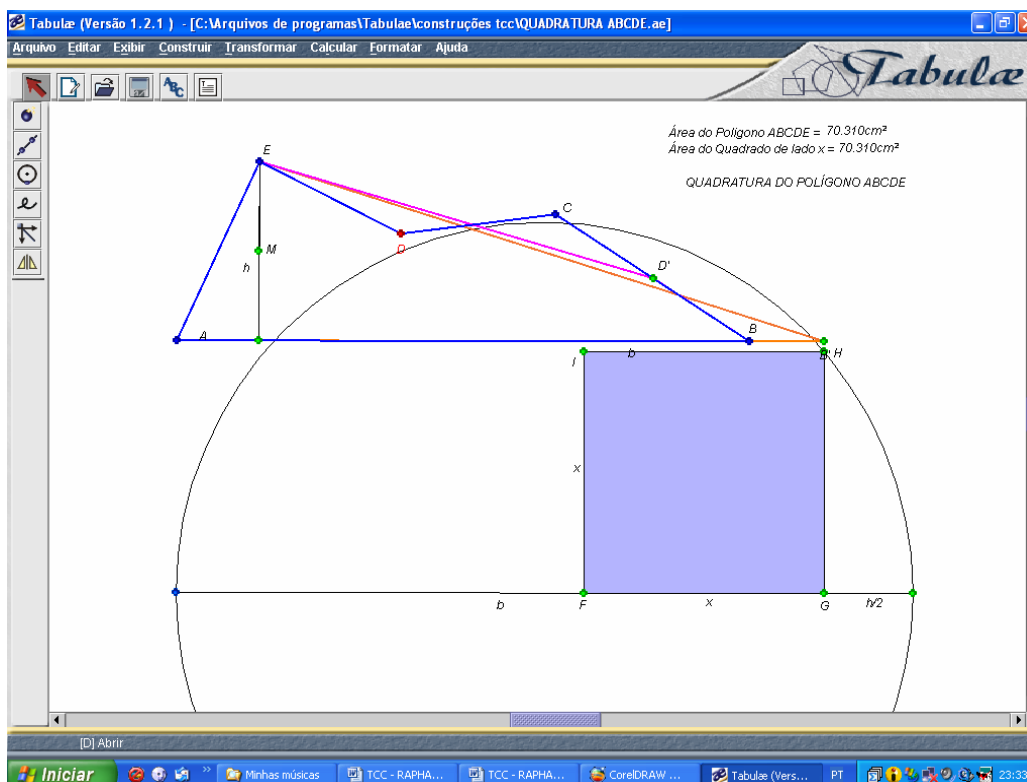 Tabulæ (Versão 1.2.1 ) - [C:\Arquivos de programas\Tabulae\construções tcc\QUADRATURA ABCDE.ae]
Arquivo Editar Exibir Construir Transformar Calcular Formatar Ajuda
Tabulæ
ABC
Área do Polígono ABCDE = 70.310cm²
Área do Quadrado de lado x = 70.310cm²
QUADRATURA DO POLÍGONO ABCDE
E
C
M
h
D'
A
B
I
b
H
x
b
F
x
G
h/2
[D] Abrir
Iniciar
Minhas músicas
TCC - RAPHA...
TCC - RAPHA...
CorelDRAW ...
Tabulæ (Vers...
PT
23:33